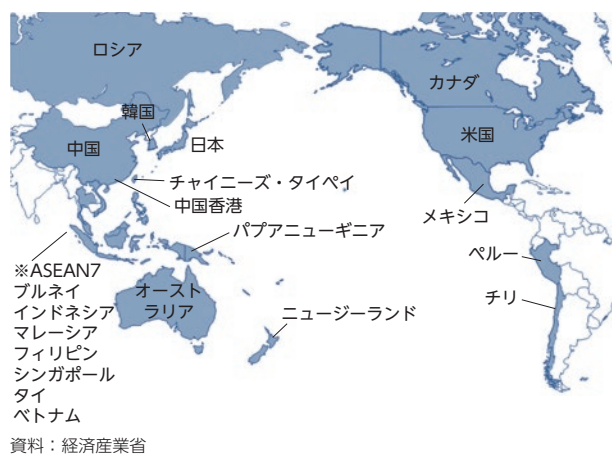 ロシア
カナダ
韓国
米国
中国
日本
チャイニーズ・タイペイ
中国香港
メキシコ
パプアニューギニア
ペルー
※ASEAN7
ブルネイ
インドネシア
マレーシア
フィリピン
シンガポール
タイ
ベトナム
オースト
ラリア
ニュージーランド
チリ
資料：経済産業省